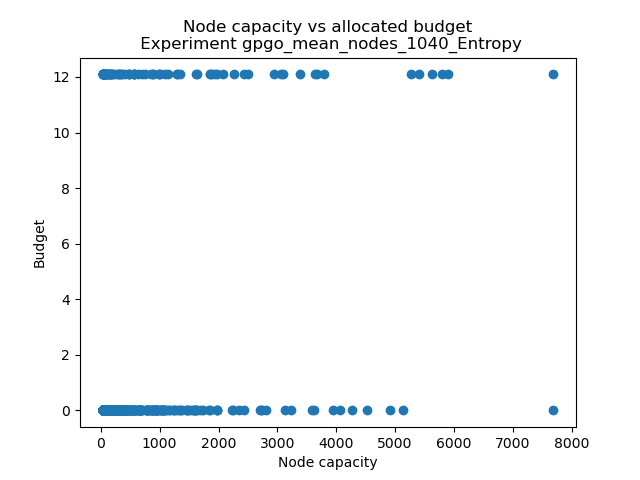 Node capacity vs allocated budget
Experiment gpgo_mean_nodes_1040_Entropy
12
10
8
6
4
2
0
Budget
0 1000 2000 3000 4000 5000 6000 7000 8000
Node capacity